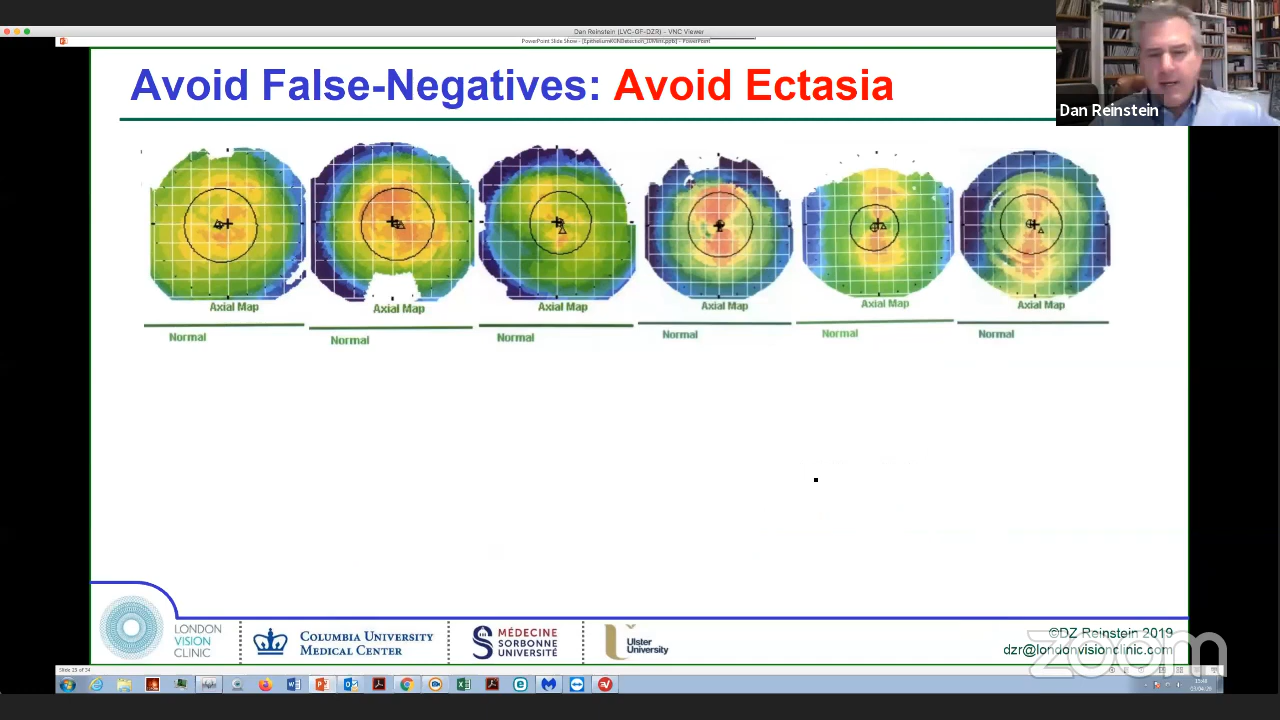 Dan Reinstein (LVC-GF-DZR) - VNC Viewer
Avoid False-Negatives: Avoid Ectasia
Dan Reinstein
Axial Map
Axial Map
Axial Map
Axial Map
Axial Map
Axial Map
Normal
Normal
Normal
Normal
Normal
Normal
LONDON
VISION
CLINIC
COLUMBIA UNIVERSITY
MEDICAL CENTER
MÉDECINE
SORBONNE
UNIVERSITÉ
Ulster
University
©DZ Reinstein 2019
dzr@londonvisionclinic.com
zoom